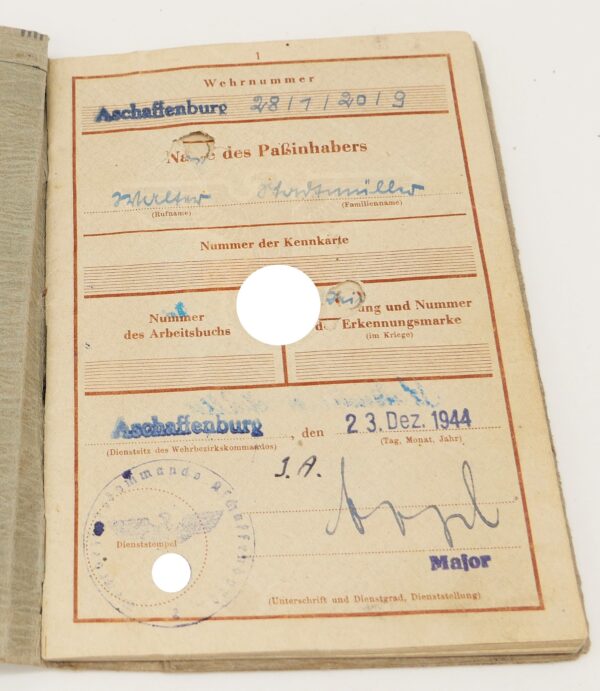 1
Wehrnummer
Aschaffenburg 28/1/20/9
des Paßinhabers
Walter Stadtmüller
(Rufname) (Familienname)
Nummer der Kennkarte
Nummer
des Arbeitsbuchs
und Nummer
Erkennungsmarke
(im Kriege)
Aschaffenburg, den 23. Dez. 1944
(Dienstsitz des Wehrbezirkskommandos) (Tag, Monat, Jahr)
J.A.
Dienststempel
Major
(Unterschrift und Dienstgrad, Dienststellung)